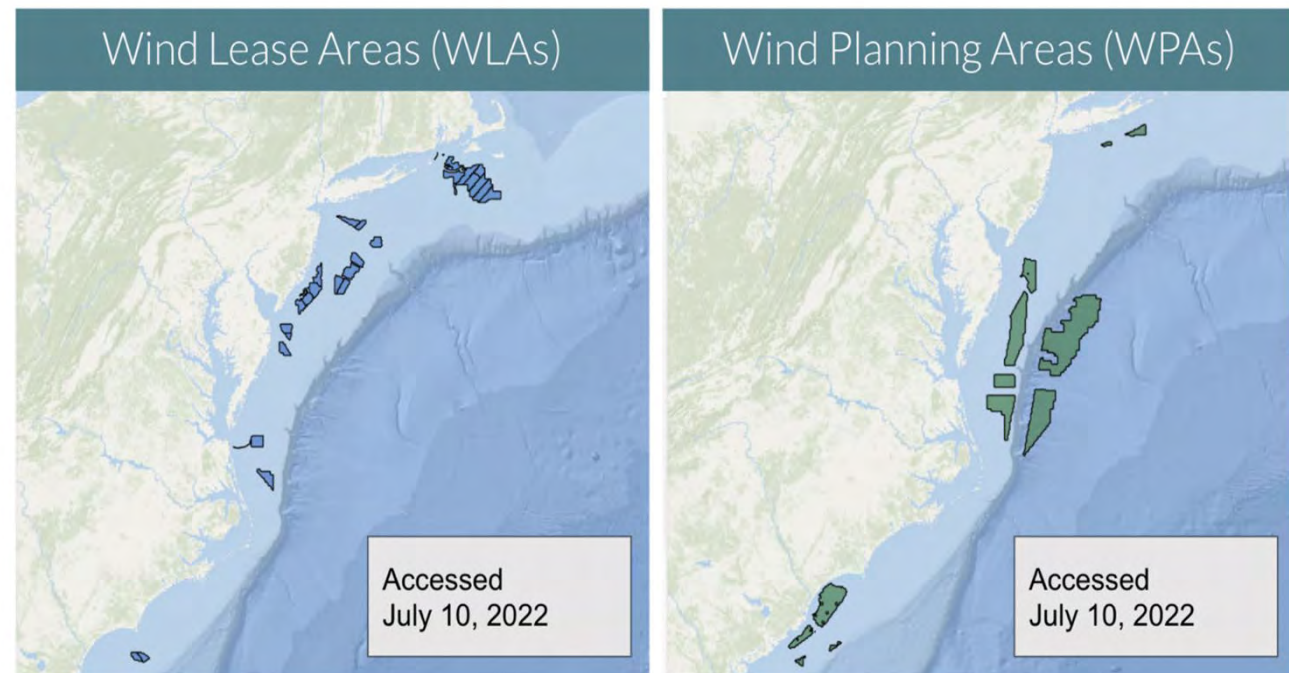 Wind Lease Areas (WLAs)
Accessed
July 10, 2022
Wind Planning Areas (WPAs)
Accessed
July 10, 2022